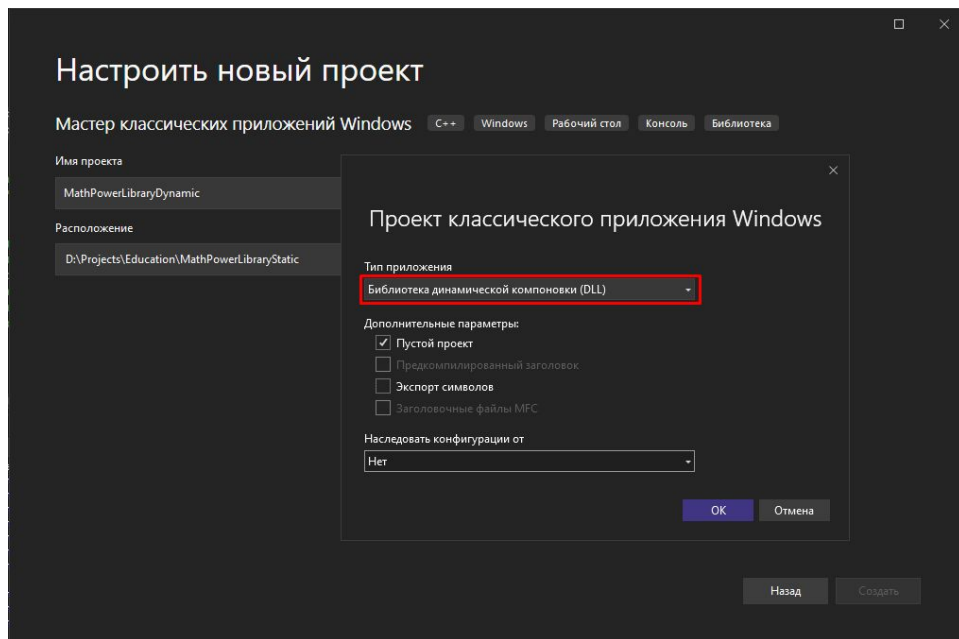 Настроить новый проект
Мастер классических приложений Windows C++ Windows Рабочий стол Консоль Библиотека
Имя проекта
MathPowerLibraryDynamic
Расположение
D:\Projects\Education\MathPowerLibraryStatic
Проект классического приложения Windows
Тип приложения
Библиотека динамической компоновки (DLL)
Дополнительные параметры:
Пустой проект
Предкомпилированный заголовок
Экспорт символов
Заголовочные файлы MFC
Наследовать конфигурации от
Нет
ОК Отмена
Назад Создать